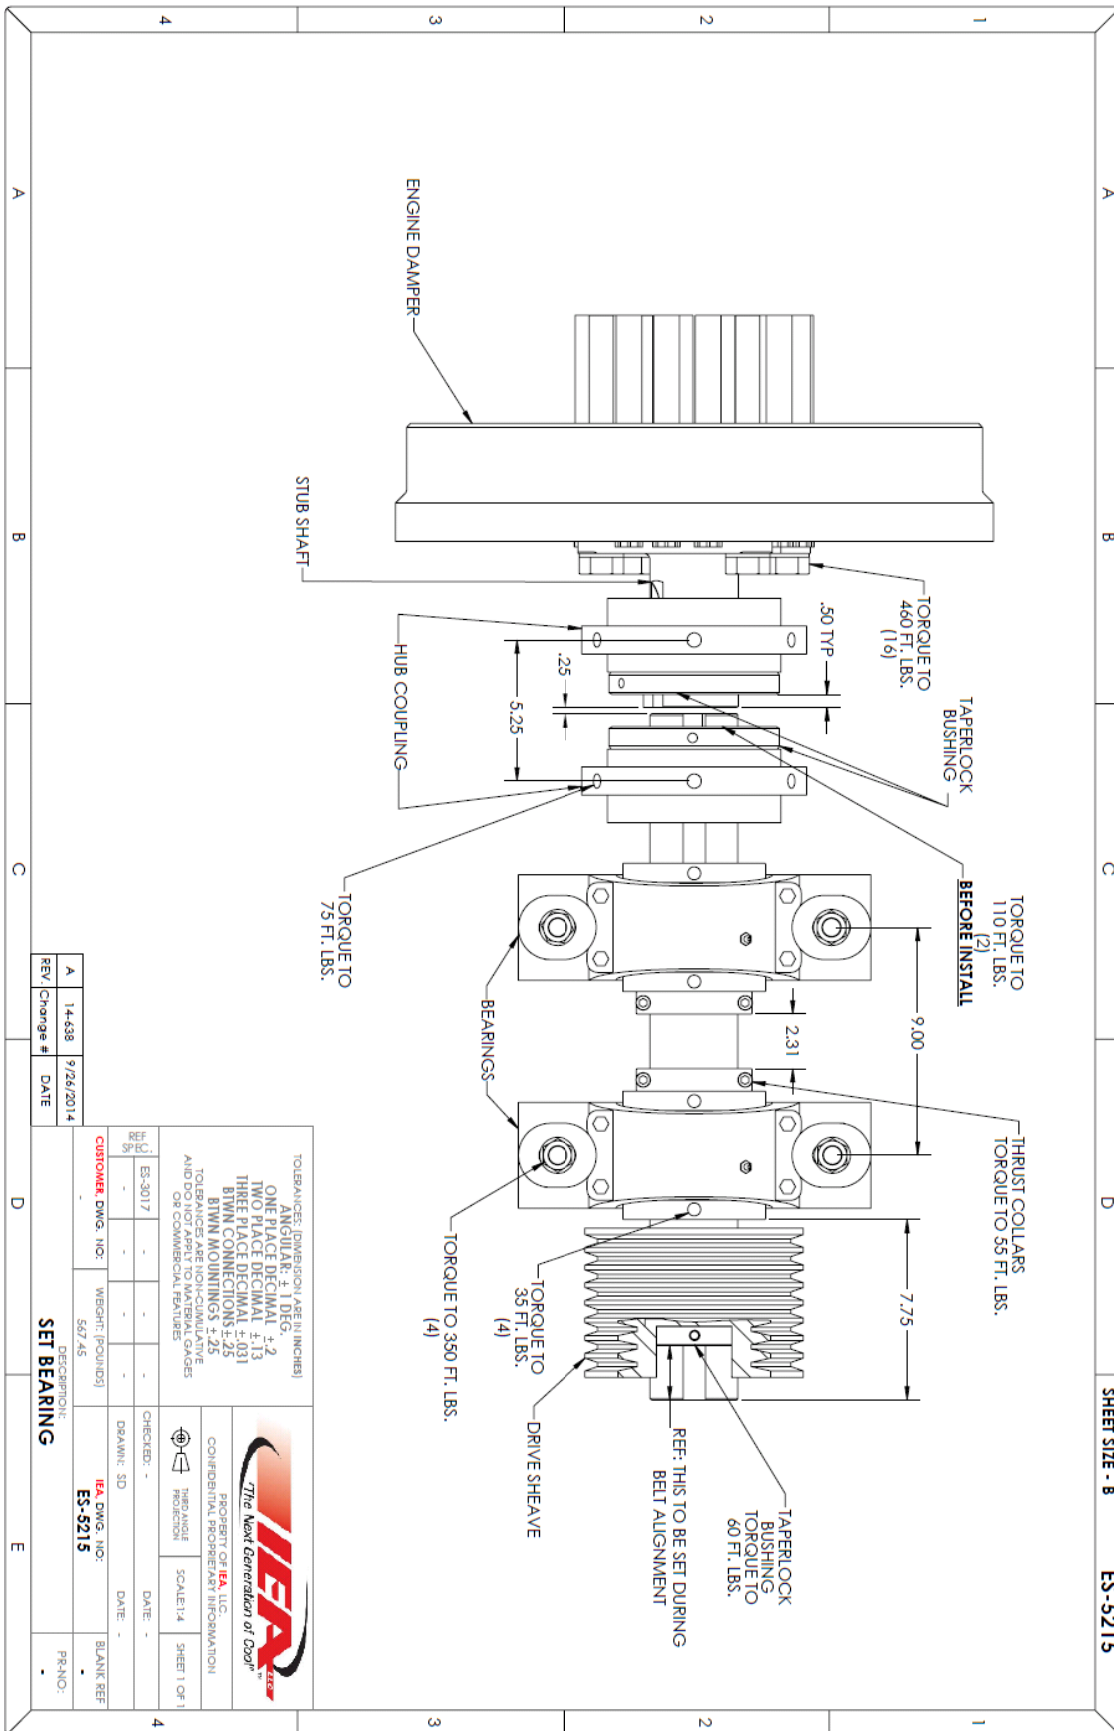 SHEET SIZE - B
ES-5215
4
3
2
1
A
B
C
D
E
ENGINE DAMPER
STUB SHAFT
HUB COUPLING
TORQUE TO
460 FT. LBS.
(16)
.50 TYP
.25
5.25
TAPERLOCK
BUSHING
TORQUE TO
110 FT. LBS.
(2)
BEFORE INSTALL
TORQUE TO
75 FT. LBS.
BEARINGS
9.00
2.31
THRUST COLLARS
TORQUE TO 55 FT. LBS.
7.75
TORQUE TO 350 FT. LBS.
(4)
TORQUE TO
35 FT. LBS.
(4)
DRIVE SHEAVE
TAPERLOCK
BUSHING
TORQUE TO
60 FT. LBS.
REF: THIS TO BE SET DURING
BELT ALIGNMENT
A
B
C
D
E
4
3
2
1
A 14-638 9/26/2014
REV. Change # DATE
TOLERANCES: (DIMENSION ARE IN INCHES)
ANGULAR: ± 1 DEG.
ONE PLACE DECIMAL ±.2
TWO PLACE DECIMAL ±.13
THREE PLACE DECIMAL ±.031
BTWN CONNECTIONS ±.25
BTWN MOUNTINGS ±.25
TOLERANCES ARE NON-CUMULATIVE
AND DO NOT APPLY TO MATERIAL GAGES
OR COMMERCIAL FEATURES
IEA LLC
"The Next Generation of Cool"
PROPERTY OF IEA, LLC.
CONFIDENTIAL PROPRIETARY INFORMATION
THIRD ANGLE
PROJECTION
SCALE:1:4
SHEET 1 OF 1
ES-3017 - - -
- - - -
CHECKED: -
DATE: -
DRAWN: SD
DATE: -
CUSTOMER, DWG. NO:
-
WEIGHT: (POUNDS)
567.45
IEA, DWG. NO:
ES-5215
BLANK REF
-
DESCRIPTION:
SET BEARING
PR-NO:
-